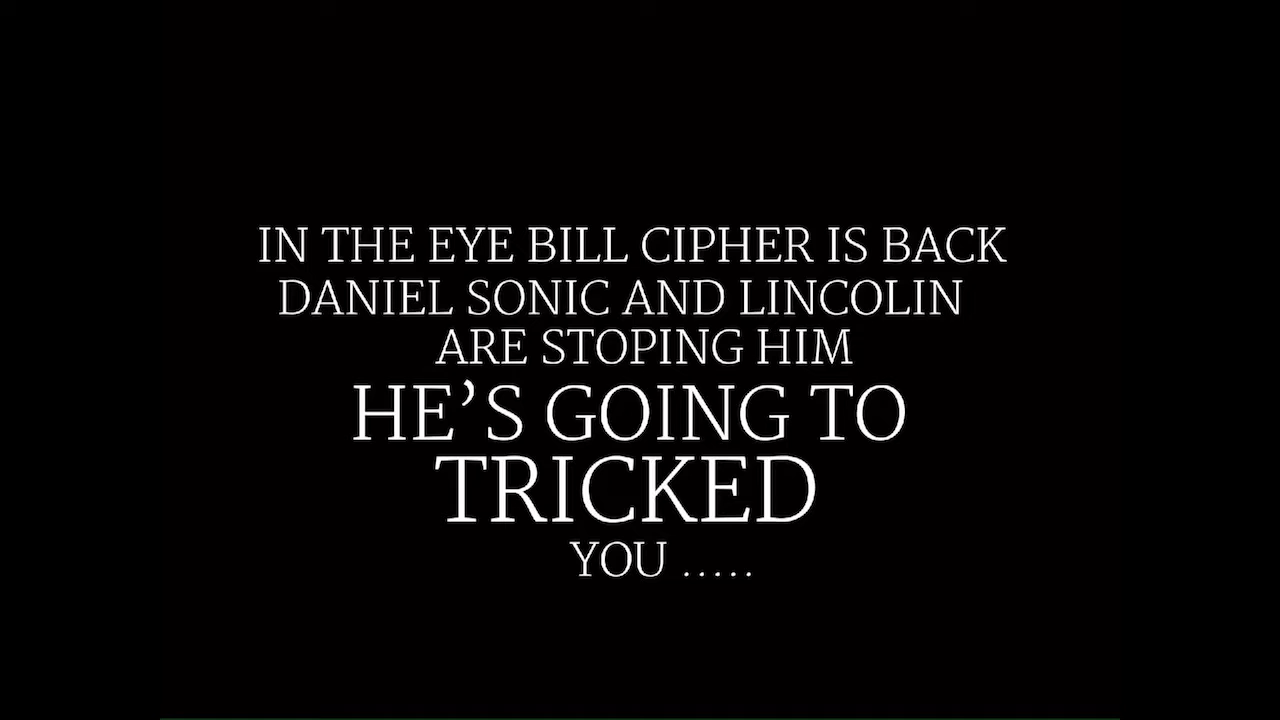 IN THE EYE BILL CIPHER IS BACK
DANIEL SONIC AND LINCOLIN
ARE STOPING HIM
HE’S GOING TO
TRICKED
YOU .....